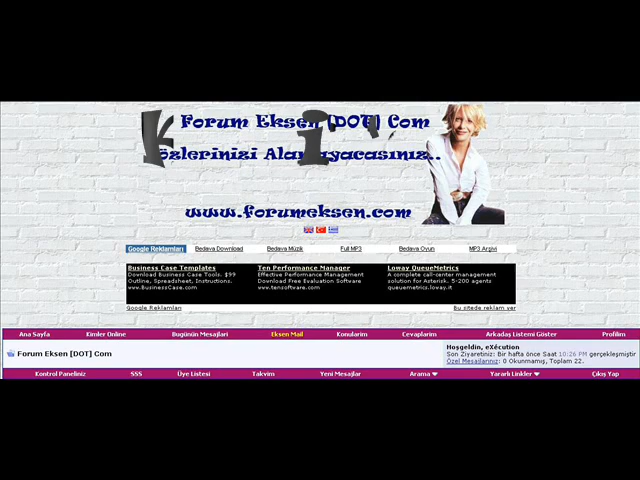 Forum Eksen [DOT] Com
özlerinizi
www.forumeksen.com
Google Reklamları Bedava Download Bedava Müzik Full MP3 Bedava Oyun MP3 Arşivi
Business Case Templates
Download Business Case Tools. $99
Outline, Spreadsheet, Instructions.
www.BusinessCase.com
Ten Performance Manager
Effective Performance Management
Download Free Evaluation Software
www.tensoftware.com
Loway QueueMetrics
A complete call-center management
solution for Asterisk. 5-200 agents
queuemetrics.loway.it
Google Reklamları Bu sitede reklam ver
Ana Sayfa Kimler Online Bugünün Mesajları Eksen Mail Konularim Cevaplarim Arkadaş Listemi Göster Profilim
Forum Eksen [DOT] Com
Hoşgeldin, eXécution
Son Ziyaretiniz: Bir hafta önce Saat 10:26 PM gerçekleşmiştir
Özel Mesajlarınız: 0 Okunmamış, Toplam 22.
Kontrol Paneliniz SSS Üye Listesi Takvim Yeni Mesajlar Arama Yararlı Linkler Çıkış Yap